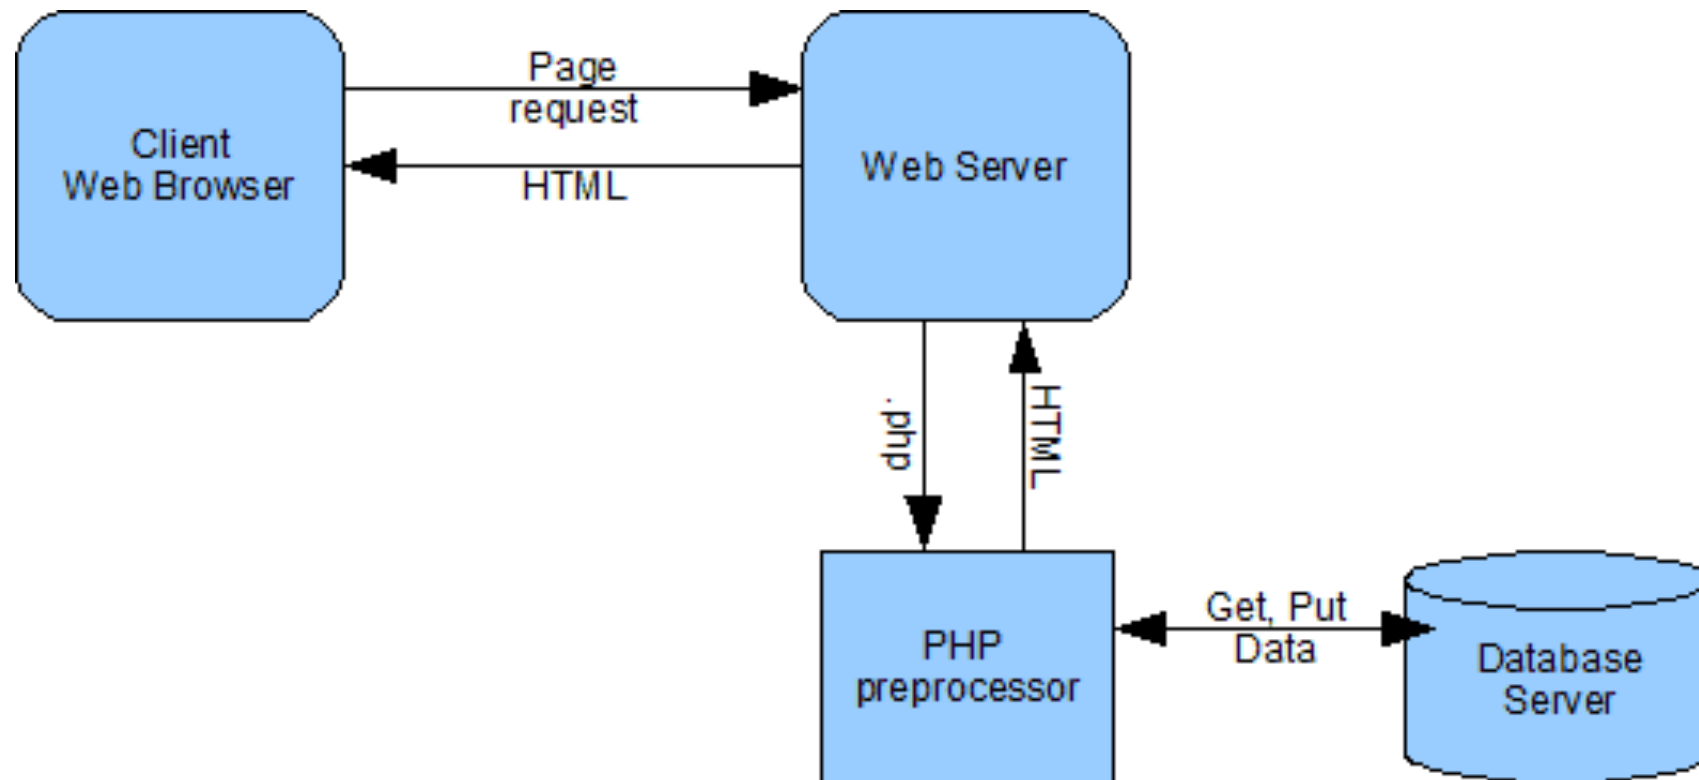 Page
request
Client
Web Browser
HTML
Web Server
.php
HTML
PHP
preprocessor
Get, Put
Data
Database
Server